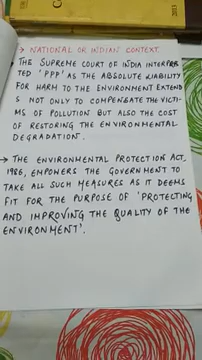 2013
→ NATIONAL OR INDIAN CONTEXT.
→ THE SUPREME COURT OF INDIA INTERPRE
TED 'PPP' AS THE ABSOLUTE LIABILITY
FOR HARM TO THE ENVIRONMENT EXTEND
S NOT ONLY TO COMPENSATE THE VICTI-
MS OF POLLUTION BUT ALSO THE COST
OF RESTORING THE ENVIRONMENTAL
DEGRADATION.
→ THE ENVIRONMENTAL PROTECTION ACT,
1986, EMPOWERS THE GOVERNMENT TO
TAKE ALL SUCH MEASURES AS IT DEEMS
FIT FOR THE PURPOSE OF 'PROTECTING
AND IMPROVING THE QUALITY OF THE
ENVIRONMENT'.